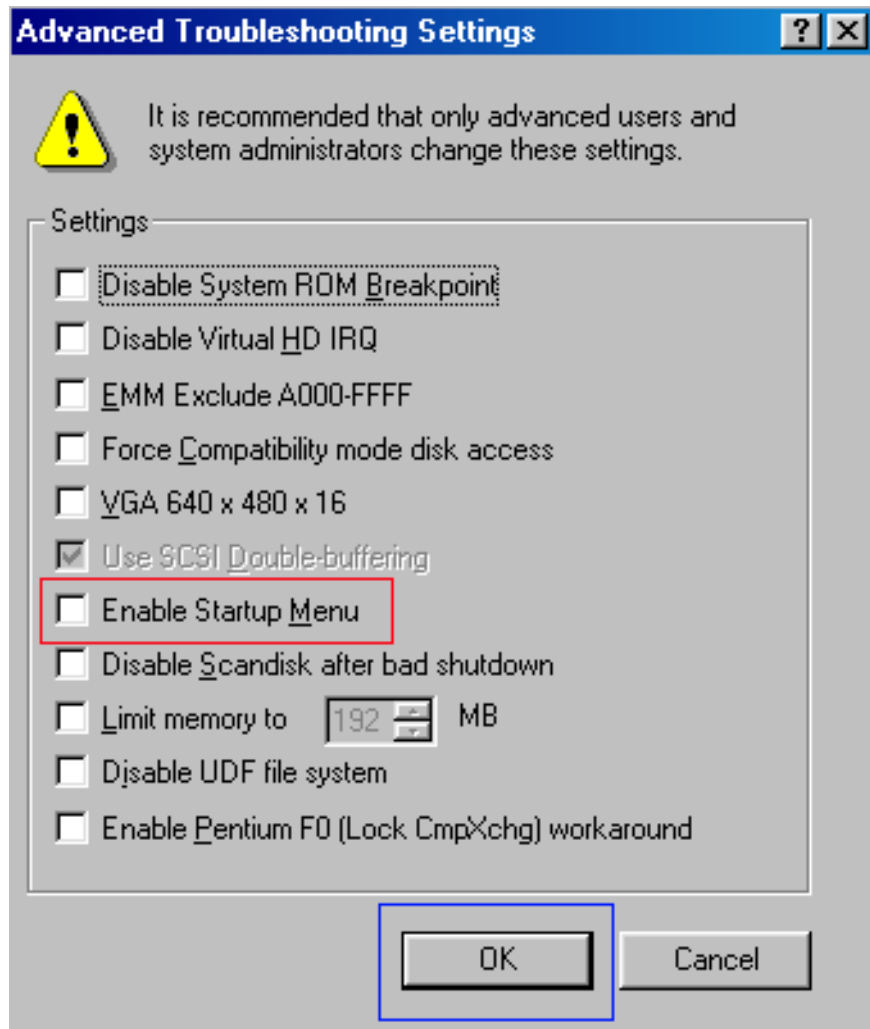 Advanced Troubleshooting Settings
It is recommended that only advanced users and
system administrators change these settings.
Settings
Disable System ROM Breakpoint
Disable Virtual HD IRQ
EMM Exclude A000-FFFF
Force Compatibility mode disk access
VGA 640 x 480 x 16
Use SCSI Double-buffering
Enable Startup Menu
Disable Scandisk after bad shutdown
Limit memory to 192 MB
Disable UDF file system
Enable Pentium F0 (Lock CmpXchg) workaround
OK Cancel